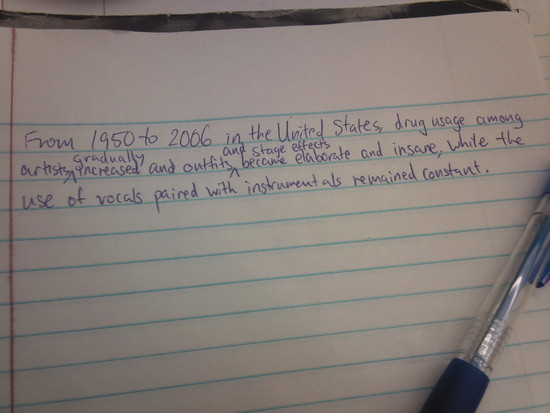 From 1950 to 2006 in the United States, drug usage among
artists gradually increased and outfits and stage effects became elaborate and insane, while the
use of vocals paired with instrumentals remained constant.